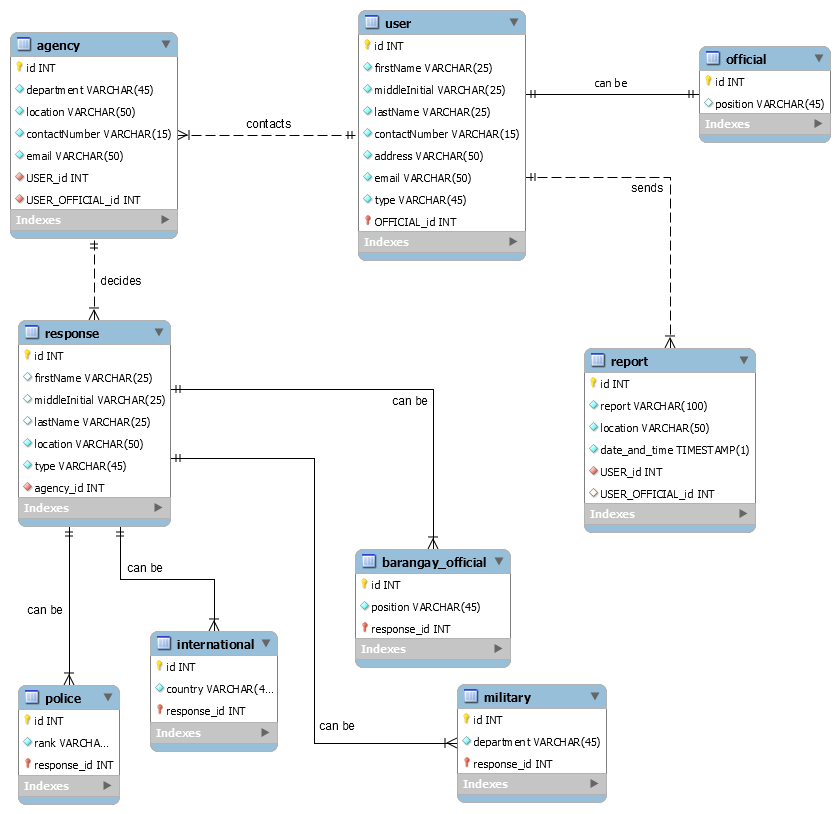 agency
id INT
department VARCHAR(45)
location VARCHAR(50)
contactNumber VARCHAR(15)
email VARCHAR(50)
USER_id INT
USER_OFFICIAL_id INT
Indexes
contacts
user
id INT
firstName VARCHAR(25)
middleInitial VARCHAR(25)
lastName VARCHAR(25)
contactNumber VARCHAR(15)
address VARCHAR(50)
email VARCHAR(50)
type VARCHAR(45)
OFFICIAL_id INT
Indexes
can be
official
id INT
position VARCHAR(45)
Indexes
sends
decides
response
id INT
firstName VARCHAR(25)
middleInitial VARCHAR(25)
lastName VARCHAR(25)
location VARCHAR(50)
type VARCHAR(45)
agency_id INT
Indexes
can be
report
id INT
report VARCHAR(100)
location VARCHAR(50)
date_and_time TIMESTAMP(1)
USER_id INT
USER_OFFICIAL_id INT
Indexes
can be
can be
barangay_official
id INT
position VARCHAR(45)
response_id INT
Indexes
international
id INT
country VARCHAR(4...
response_id INT
Indexes
police
id INT
rank VARCHA...
response_id INT
Indexes
can be
military
id INT
department VARCHAR(45)
response_id INT
Indexes